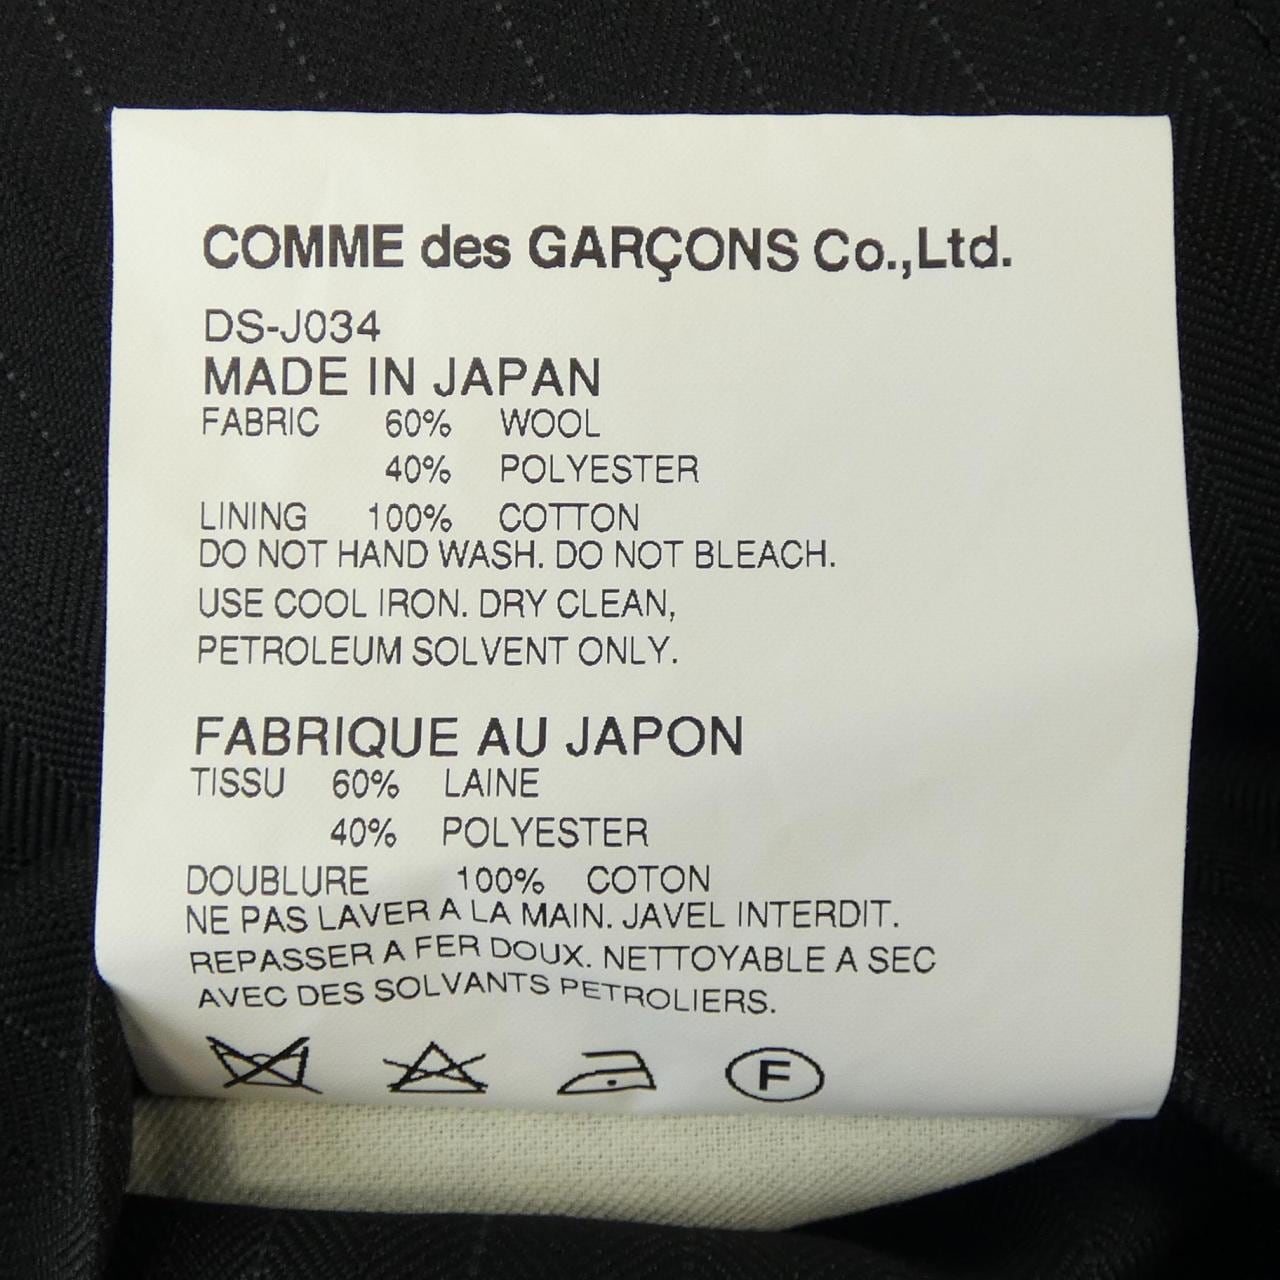 COMME des GARÇONS Co.,Ltd.
DS-J034
MADE IN JAPAN
FABRIC 60% WOOL
40% POLYESTER
LINING 100% COTTON
DO NOT HAND WASH. DO NOT BLEACH.
USE COOL IRON. DRY CLEAN,
PETROLEUM SOLVENT ONLY.
FABRIQUE AU JAPON
TISSU 60% LAINE
40% POLYESTER
DOUBLURE 100% COTON
NE PAS LAVER A LA MAIN. JAVEL INTERDIT.
REPASSER A FER DOUX. NETTOYABLE A SEC
AVEC DES SOLVANTS PETROLIERS.
F